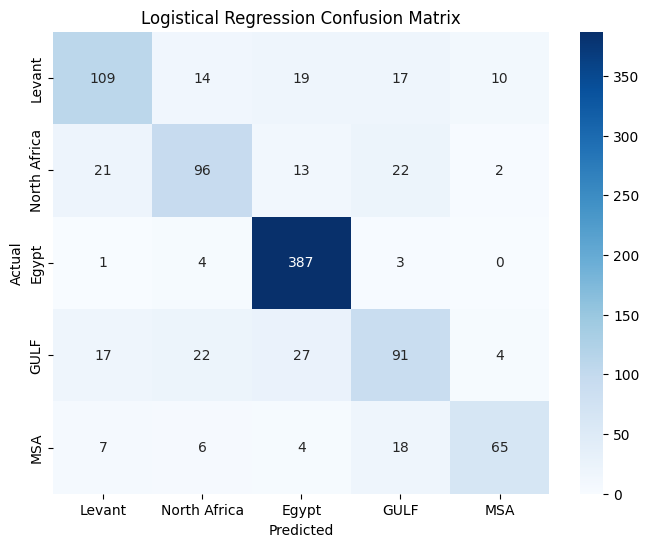 Logistical Regression Confusion Matrix
Levant 109 14 19 17 10
North Africa 21 96 13 22 2
Egypt 1 4 387 3 0
GULF 17 22 27 91 4
MSA 7 6 4 18 65
Actual
Levant North Africa Egypt GULF MSA
Predicted
350
300
250
200
150
100
50
0